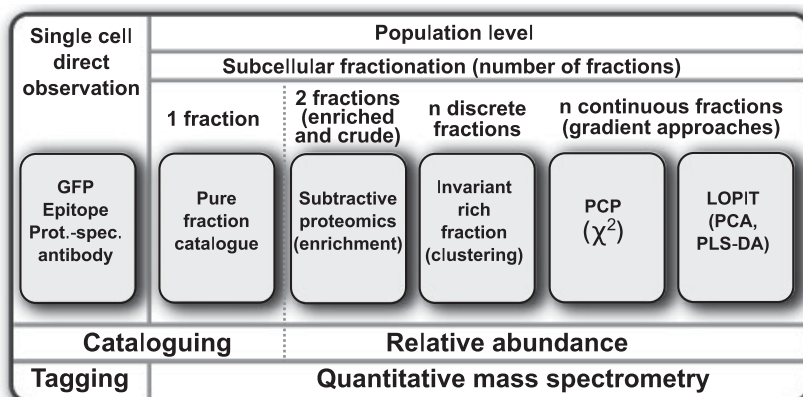 Single cell
direct
observation
Population level
Subcellular fractionation (number of fractions)
1 fraction
2 fractions
(enriched
and crude)
n discrete
fractions
n continuous fractions
(gradient approaches)
GFP
Epitope
Prot.-spec.
antibody
Pure
fraction
catalogue
Subtractive
proteomics
(enrichment)
Invariant
rich
fraction
(clustering)
PCP
(χ²)
LOPIT
(PCA,
PLS-DA)
Cataloguing
Relative abundance
Tagging
Quantitative mass spectrometry